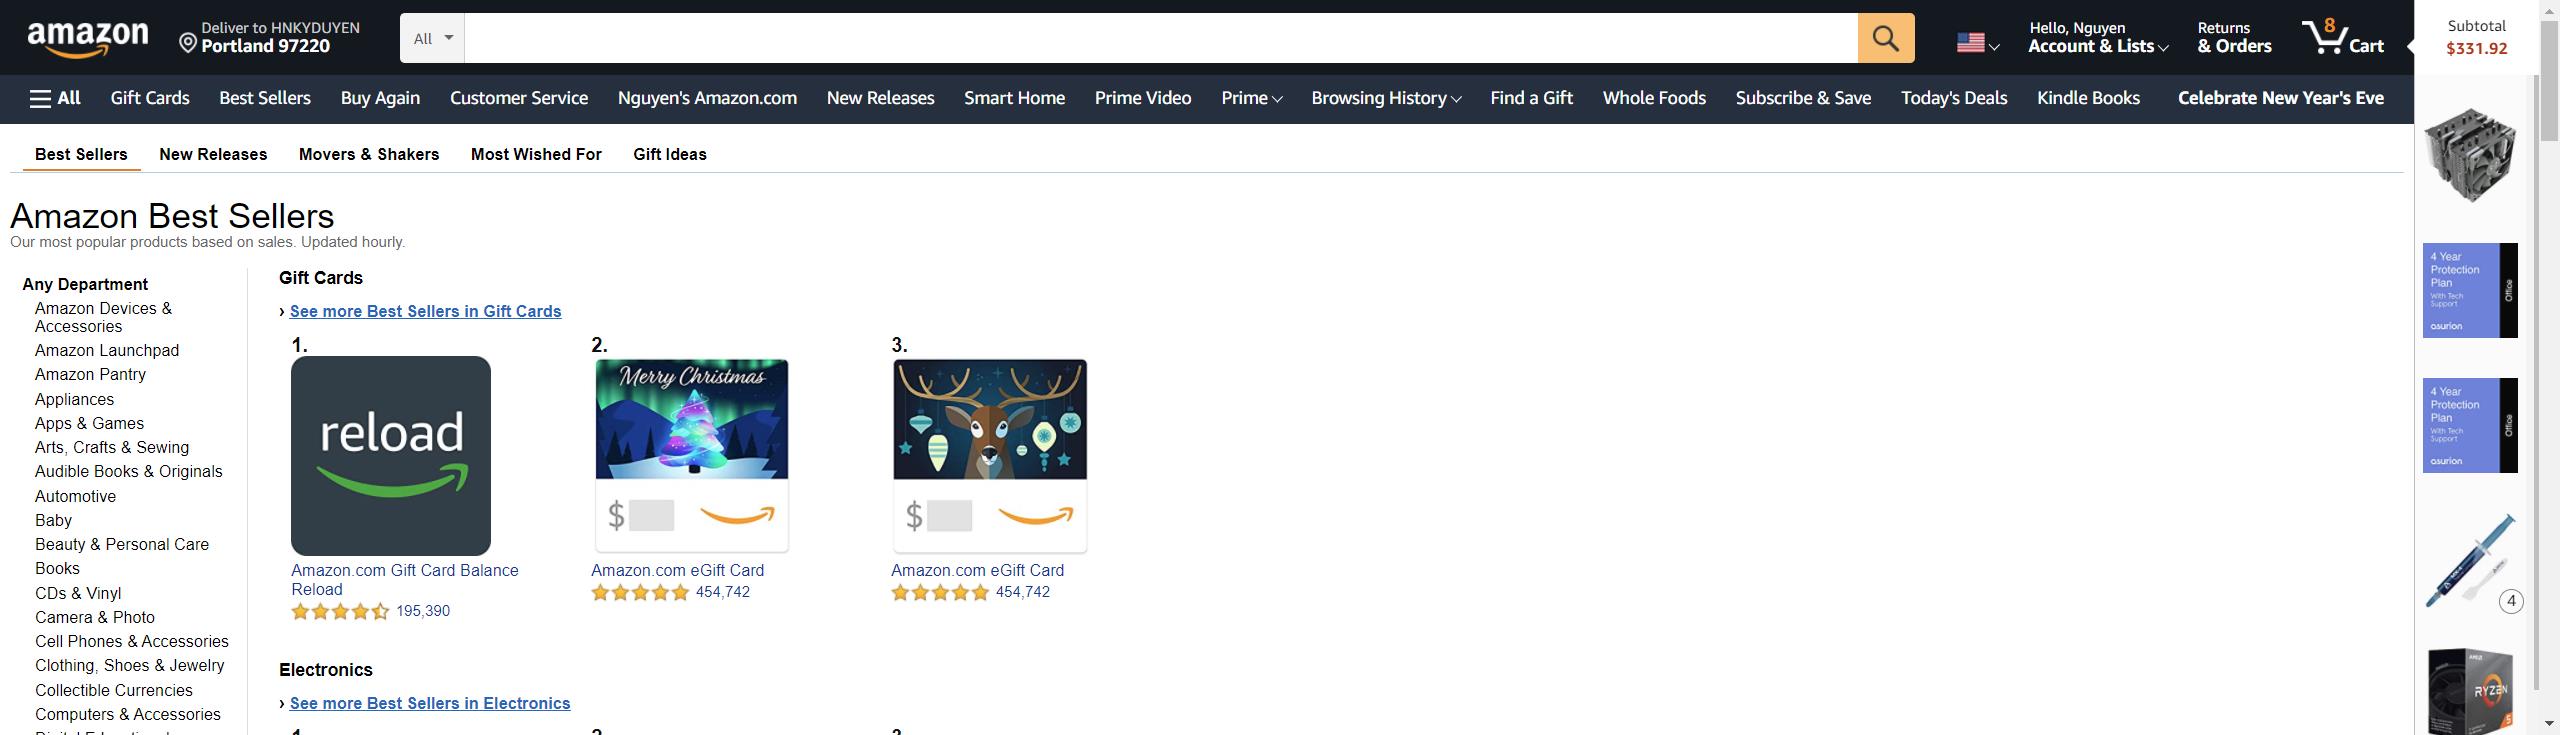 amazon
Deliver to HNKYDUYEN
Portland 97220
All
Hello, Nguyen
Account & Lists
Returns
& Orders
8
Cart
Subtotal
$331.92
All
Gift Cards
Best Sellers
Buy Again
Customer Service
Nguyen's Amazon.com
New Releases
Smart Home
Prime Video
Prime
Browsing History
Find a Gift
Whole Foods
Subscribe & Save
Today's Deals
Kindle Books
Celebrate New Year's Eve
Best Sellers
New Releases
Movers & Shakers
Most Wished For
Gift Ideas
Amazon Best Sellers
Our most popular products based on sales. Updated hourly.
Any Department
Amazon Devices &
Accessories
Amazon Launchpad
Amazon Pantry
Appliances
Apps & Games
Arts, Crafts & Sewing
Audible Books & Originals
Automotive
Baby
Beauty & Personal Care
Books
CDs & Vinyl
Camera & Photo
Cell Phones & Accessories
Clothing, Shoes & Jewelry
Collectible Currencies
Computers & Accessories
Gift Cards
› See more Best Sellers in Gift Cards
1.
reload
Amazon.com Gift Card Balance
Reload
195,390
2.
Merry Christmas
$
Amazon.com eGift Card
454,742
3.
$
Amazon.com eGift Card
454,742
Electronics
› See more Best Sellers in Electronics
4 Year
Protection
Plan
With Tech
Support
asurion
Office
4 Year
Protection
Plan
With Tech
Support
asurion
Office
4
AMD
RYZEN
5